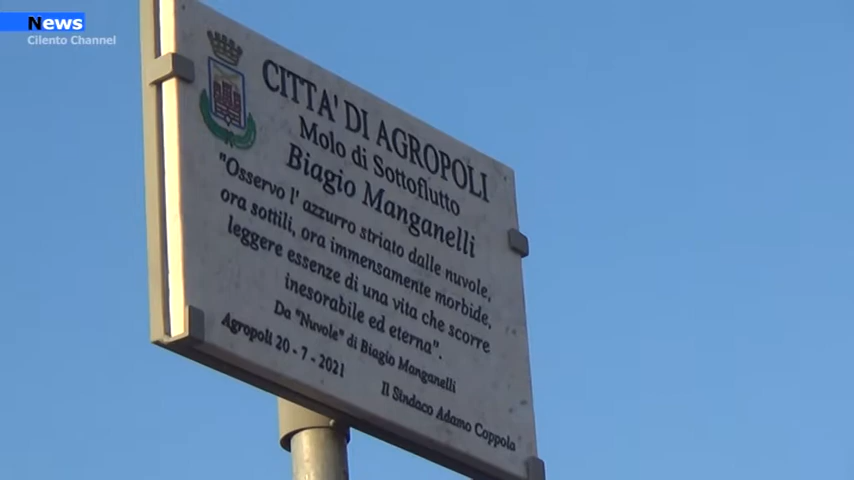 News
Cilento Channel
CITTA' DI AGROPOLI
Molo di Sottoflutto
Biagio Manganelli
"Osservo l' azzurro striato dalle nuvole,
ora sottili, ora immensamente morbide,
leggere essenze di una vita che scorre
inesorabile ed eterna".
Da "Nuvole" di Biagio Manganelli
Agropoli 20 - 7 - 2021
Il Sindaco Adamo Coppola